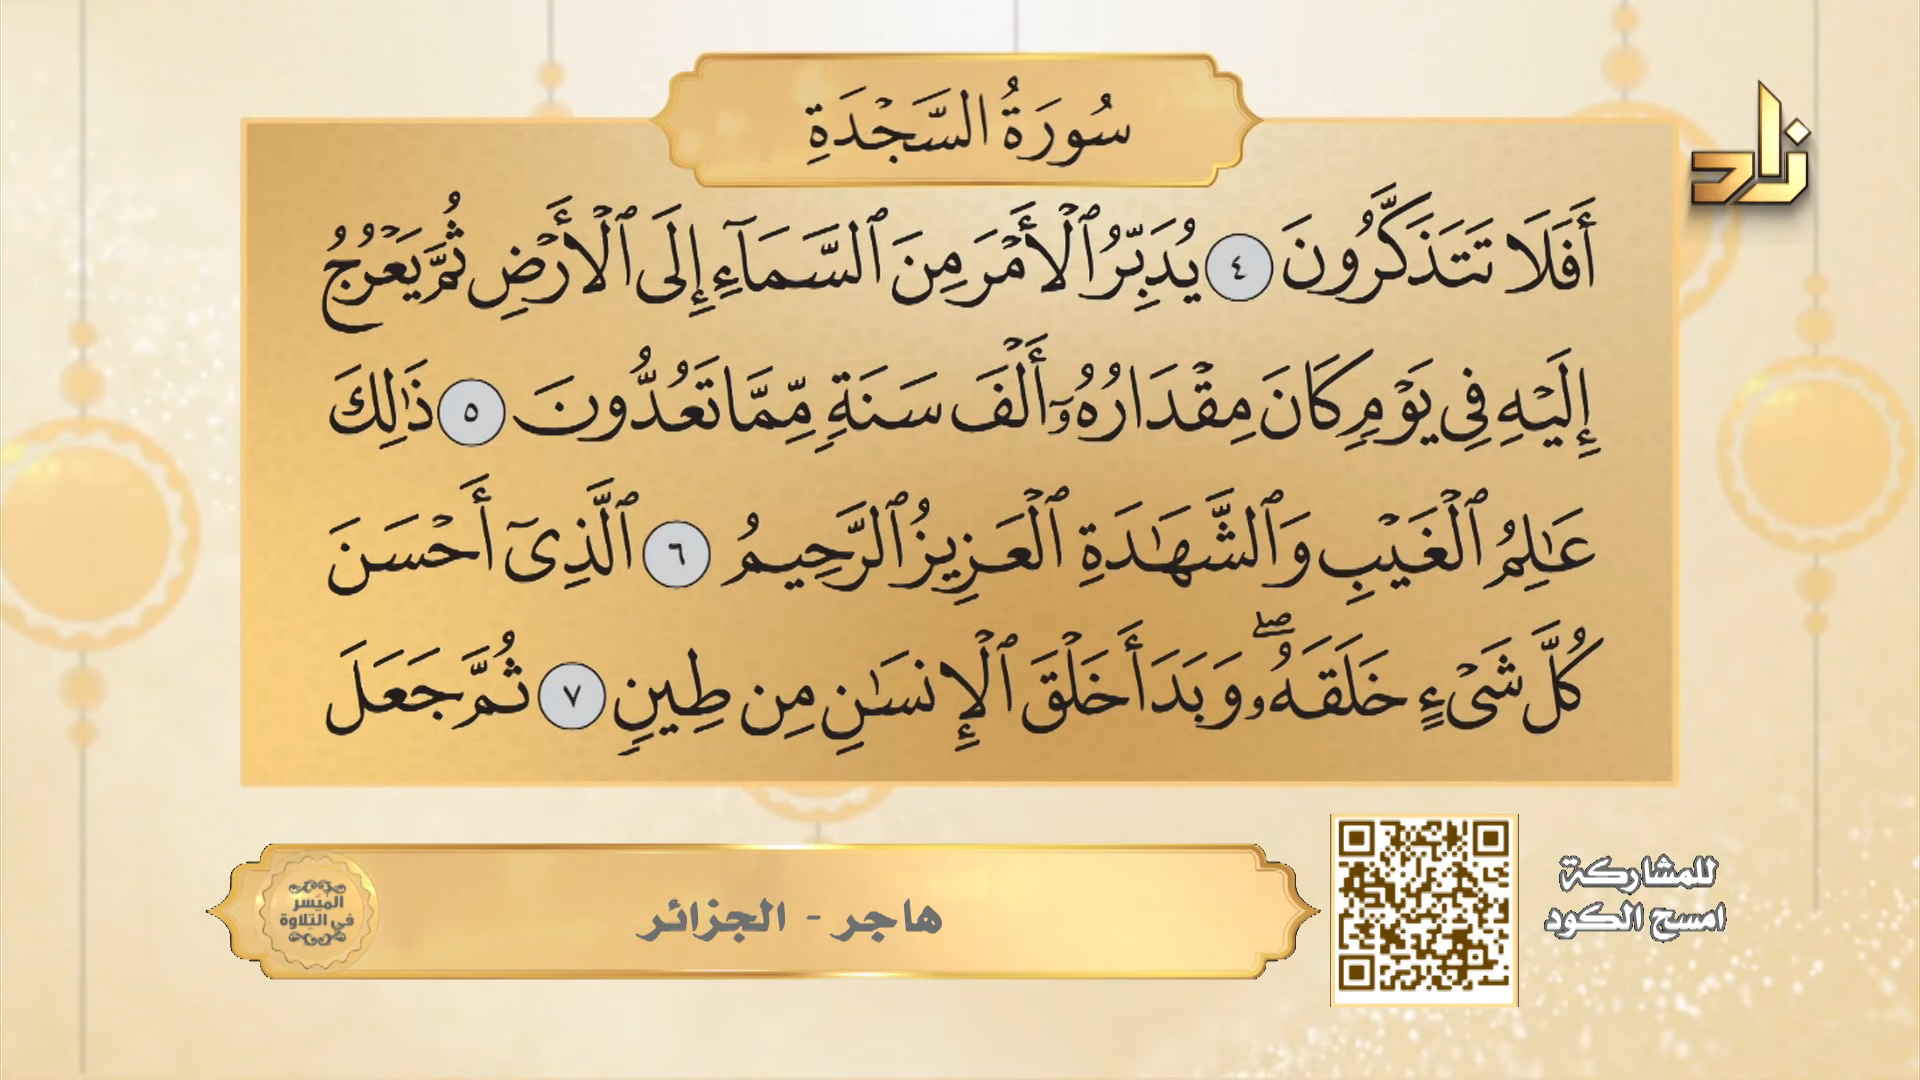 سُورَةُ السَّجْدَةِ
زاد
أَفَلَا تَتَذَكَّرُونَ ٤ يُدَبِّرُ ٱلْأَمْرَ مِنَ ٱلسَّمَآءِ إِلَى ٱلْأَرْضِ ثُمَّ يَعْرُجُ
إِلَيْهِ فِى يَوْمٍ كَانَ مِقْدَارُهُۥٓ أَلْفَ سَنَةٍ مِّمَّا تَعُدُّونَ ٥ ذَٰلِكَ
عَـٰلِمُ ٱلْغَيْبِ وَٱلشَّهَـٰدَةِ ٱلْعَزِيزُ ٱلرَّحِيمُ ٦ ٱلَّذِىٓ أَحْسَنَ
كُلَّ شَىْءٍ خَلَقَهُۥ ۖ وَبَدَأَ خَلْقَ ٱلْإِنسَـٰنِ مِن طِينٍ ٧ ثُمَّ جَعَلَ
للمشاركة
امسح الكود
هاجر - الجزائر
الميسر
في التلاوة